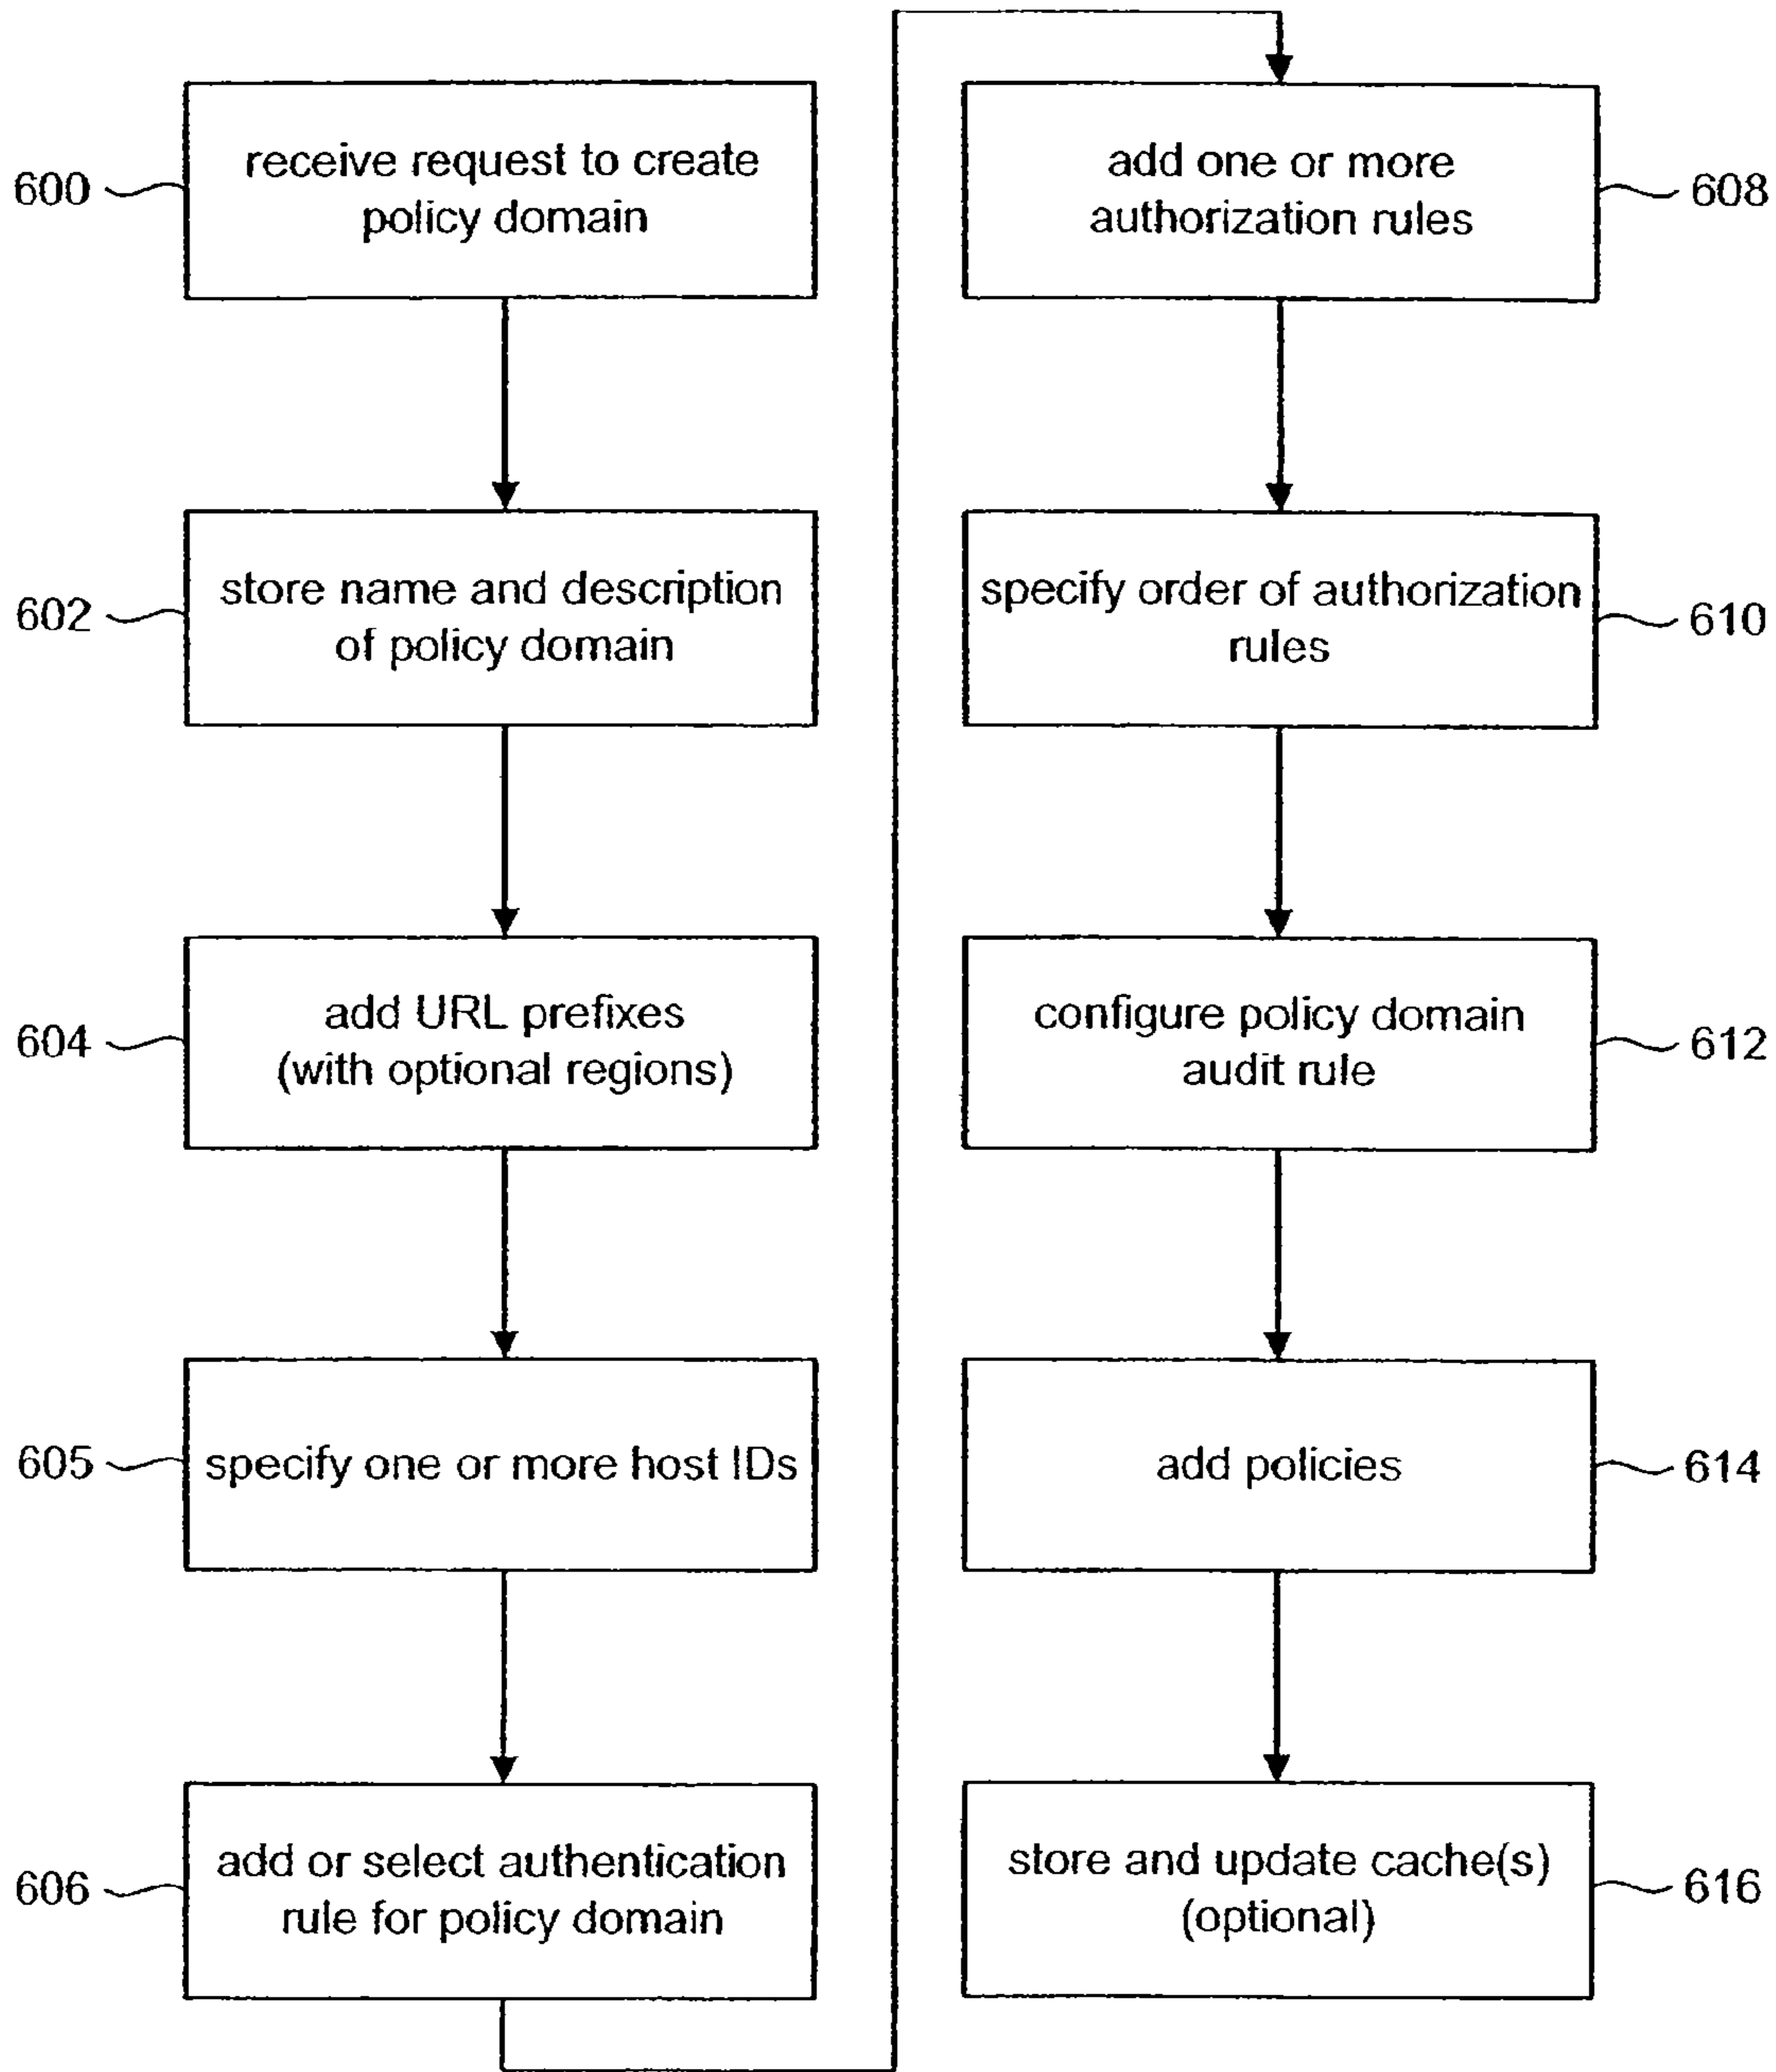 600
receive request to create
policy domain
602
store name and description
of policy domain
604
add URL prefixes
(with optional regions)
605
specify one or more host IDs
606
add or select authentication
rule for policy domain
add one or more
authorization rules
608
specify order of authorization
rules
610
configure policy domain
audit rule
612
add policies
614
store and update cache(s)
(optional)
616